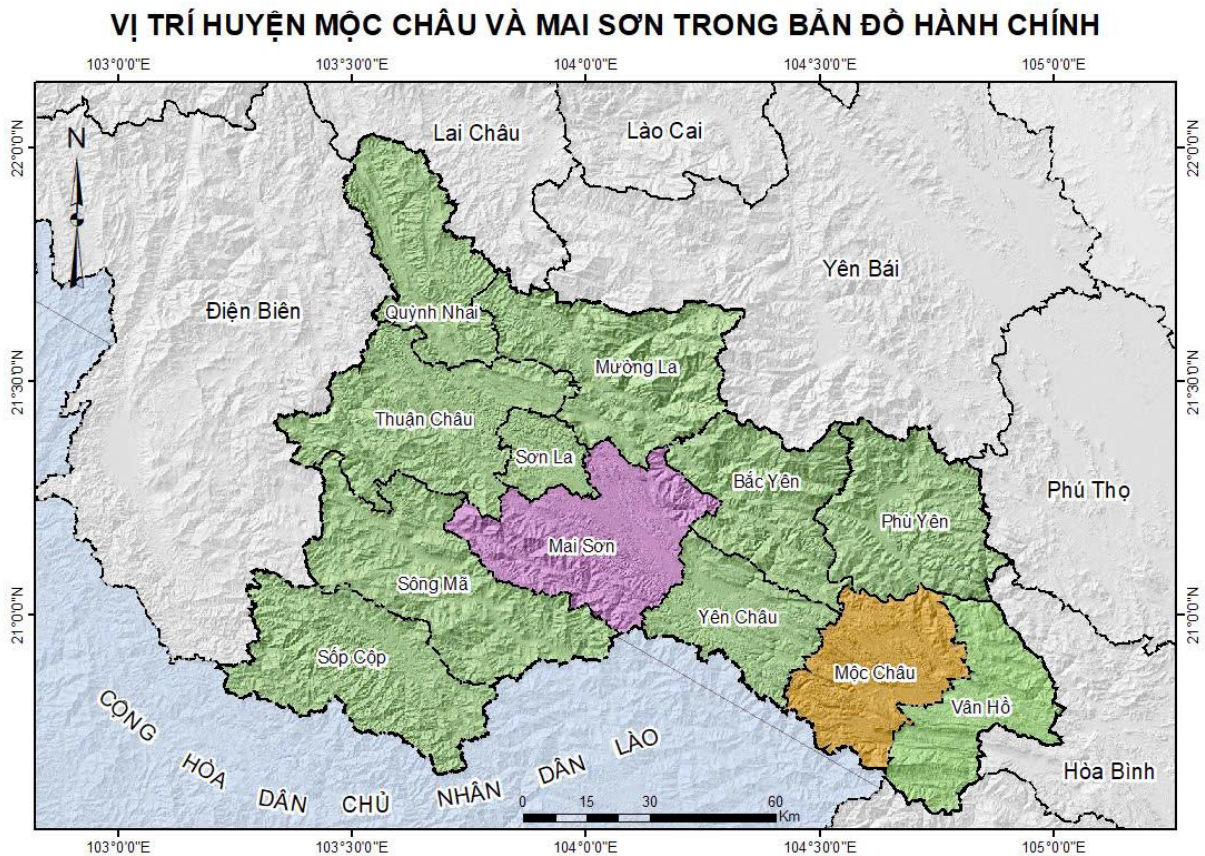 VỊ TRÍ HUYỆN MỘC CHÂU VÀ MAI SƠN TRONG BẢN ĐỒ HÀNH CHÍNH
103°0'0"E 103°30'0"E 104°0'0"E 104°30'0"E 105°0'0"E
22°0'0"N
22°0'0"N
N
Lai Châu
Lào Cai
Yên Bái
Điện Biên
Quỳnh Nhai
Mường La
21°30'0"N
21°30'0"N
Thuận Châu
Sơn La
Bắc Yên
Phú Thọ
Phù Yên
Mai Sơn
Sông Mã
21°0'0"N
21°0'0"N
Yên Châu
Sốp Cộp
Mộc Châu
Vân Hồ
Hòa Bình
CỘNG HÒA DÂN CHỦ NHÂN DÂN LÀO
0 15 30 60
Km
103°0'0"E 103°30'0"E 104°0'0"E 104°30'0"E 105°0'0"E